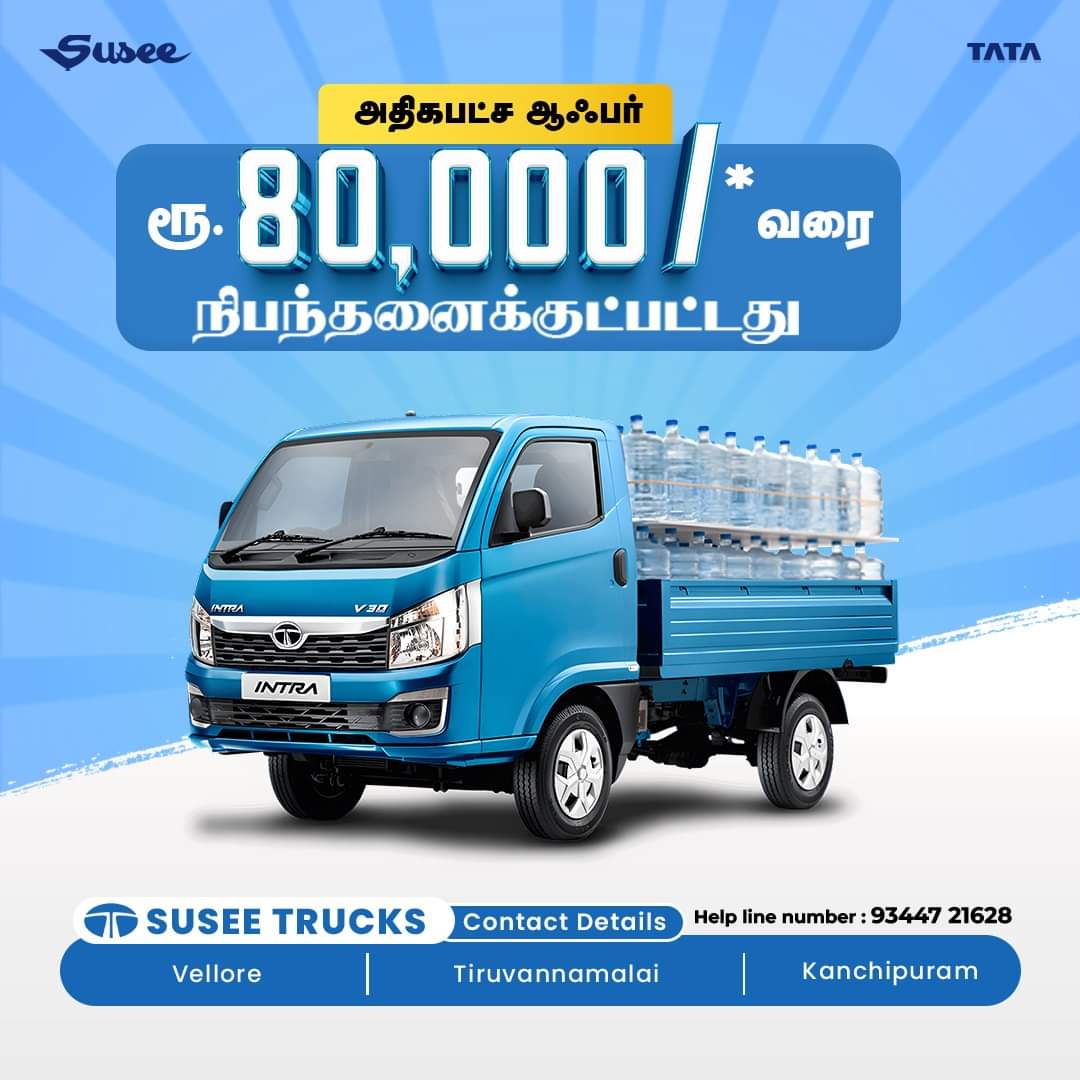 Susee
TATA
அதிகபட்ச ஆஃபர்
ரூ. 80,000/* வரை
நிபந்தனைக்குட்பட்டது
INTRA
V30
INTRA
SUSEE TRUCKS
Contact Details
Help line number : 93447 21628
Vellore
Tiruvannamalai
Kanchipuram